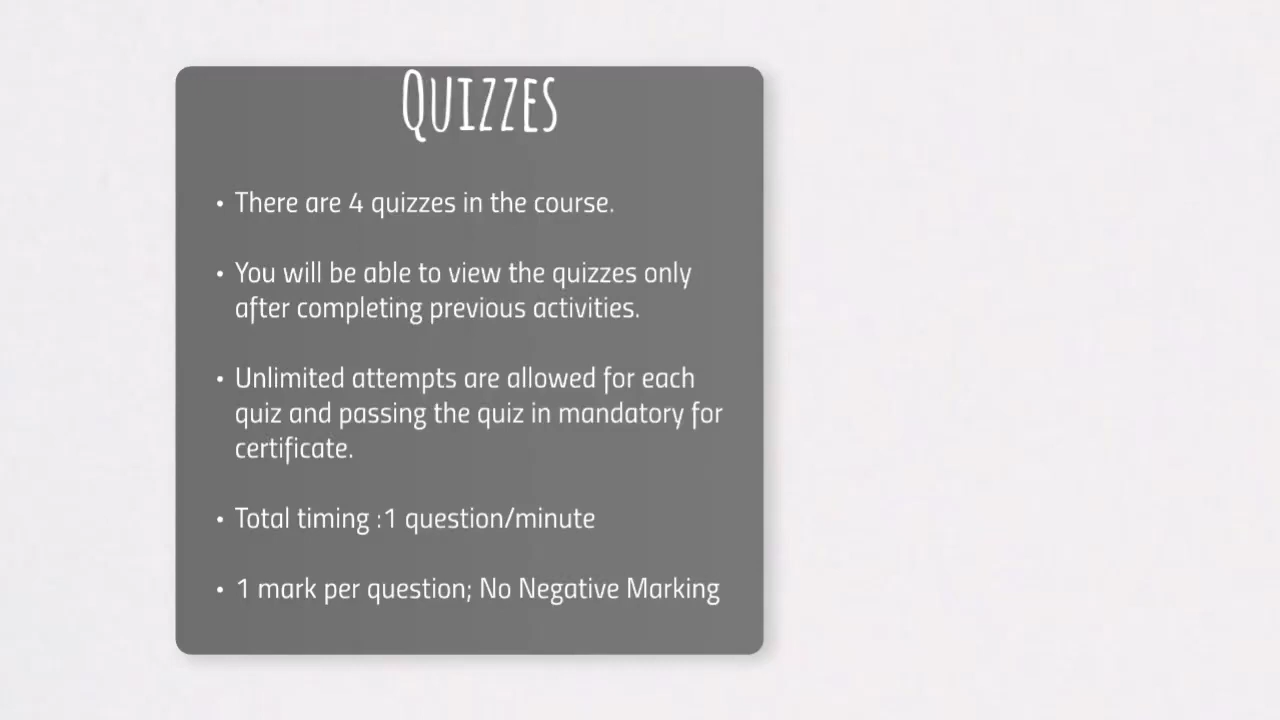 Quizzes
• There are 4 quizzes in the course.
• You will be able to view the quizzes only
after completing previous activities.
• Unlimited attempts are allowed for each
quiz and passing the quiz in mandatory for
certificate.
• Total timing :1 question/minute
• 1 mark per question; No Negative Marking